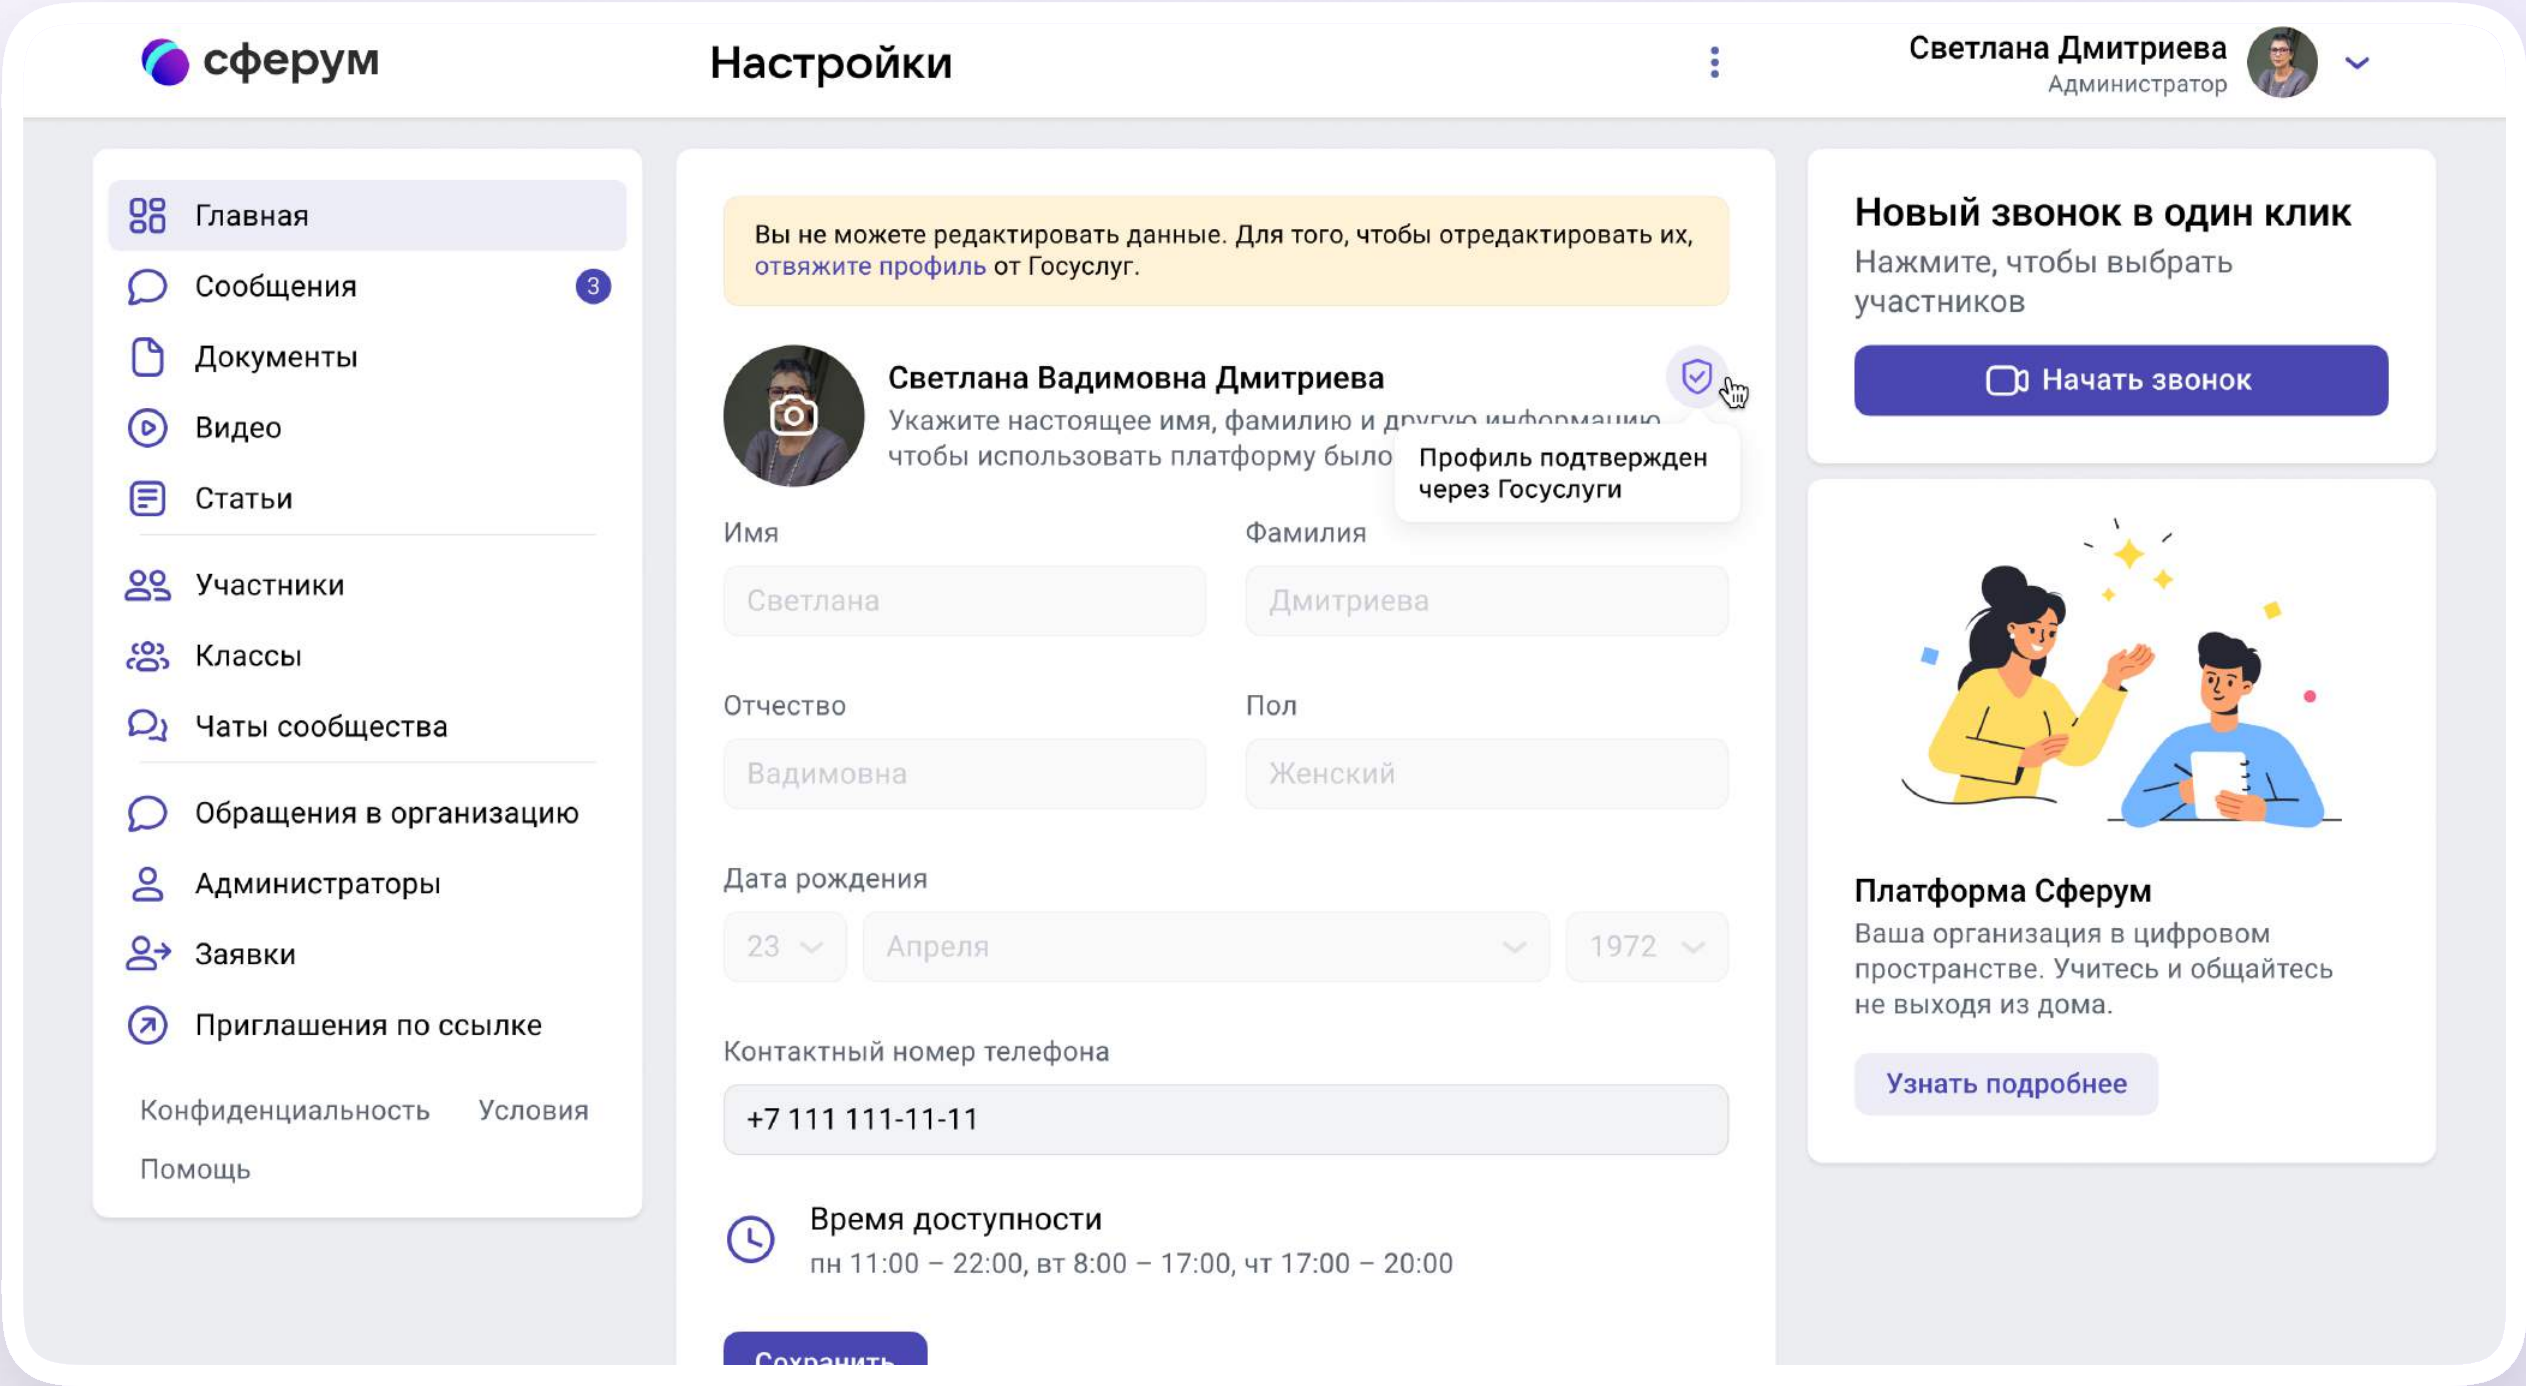 сферум
Настройки
Светлана Дмитриева
Администратор
Главная
Сообщения
3
Документы
Видео
Статьи
Участники
Классы
Чаты сообщества
Обращения в организацию
Администраторы
Заявки
Приглашения по ссылке
Конфиденциальность Условия
Помощь
Вы не можете редактировать данные. Для того, чтобы отредактировать их,
отвяжите профиль от Госуслуг.
Светлана Вадимовна Дмитриева
Укажите настоящее имя, фамилию и другую информацию
чтобы использовать платформу было
Профиль подтвержден
через Госуслуги
Имя
Светлана
Фамилия
Дмитриева
Отчество
Вадимовна
Пол
Женский
Дата рождения
23 Апреля 1972
Контактный номер телефона
+7 111 111-11-11
Время доступности
пн 11:00 – 22:00, вт 8:00 – 17:00, чт 17:00 – 20:00
Сохранить
Новый звонок в один клик
Нажмите, чтобы выбрать
участников
Начать звонок
Платформа Сферум
Ваша организация в цифровом
пространстве. Учитесь и общайтесь
не выходя из дома.
Узнать подробнее